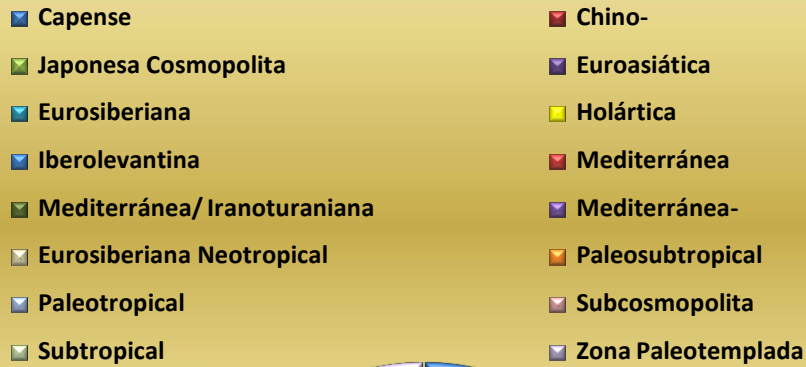 Capense
Chino-
Japonesa Cosmopolita
Euroasiática
Eurosiberiana
Holártica
Iberolevantina
Mediterránea
Mediterránea/ Iranoturaniana
Mediterránea-
Eurosiberiana Neotropical
Paleosubtropical
Paleotropical
Subcosmopolita
Subtropical
Zona Paleotemplada